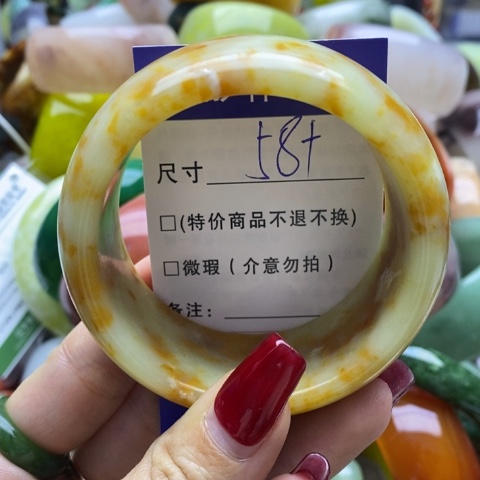 尺寸 58+
□(特价商品不退不换)
□微瑕(介意勿拍)
备注: